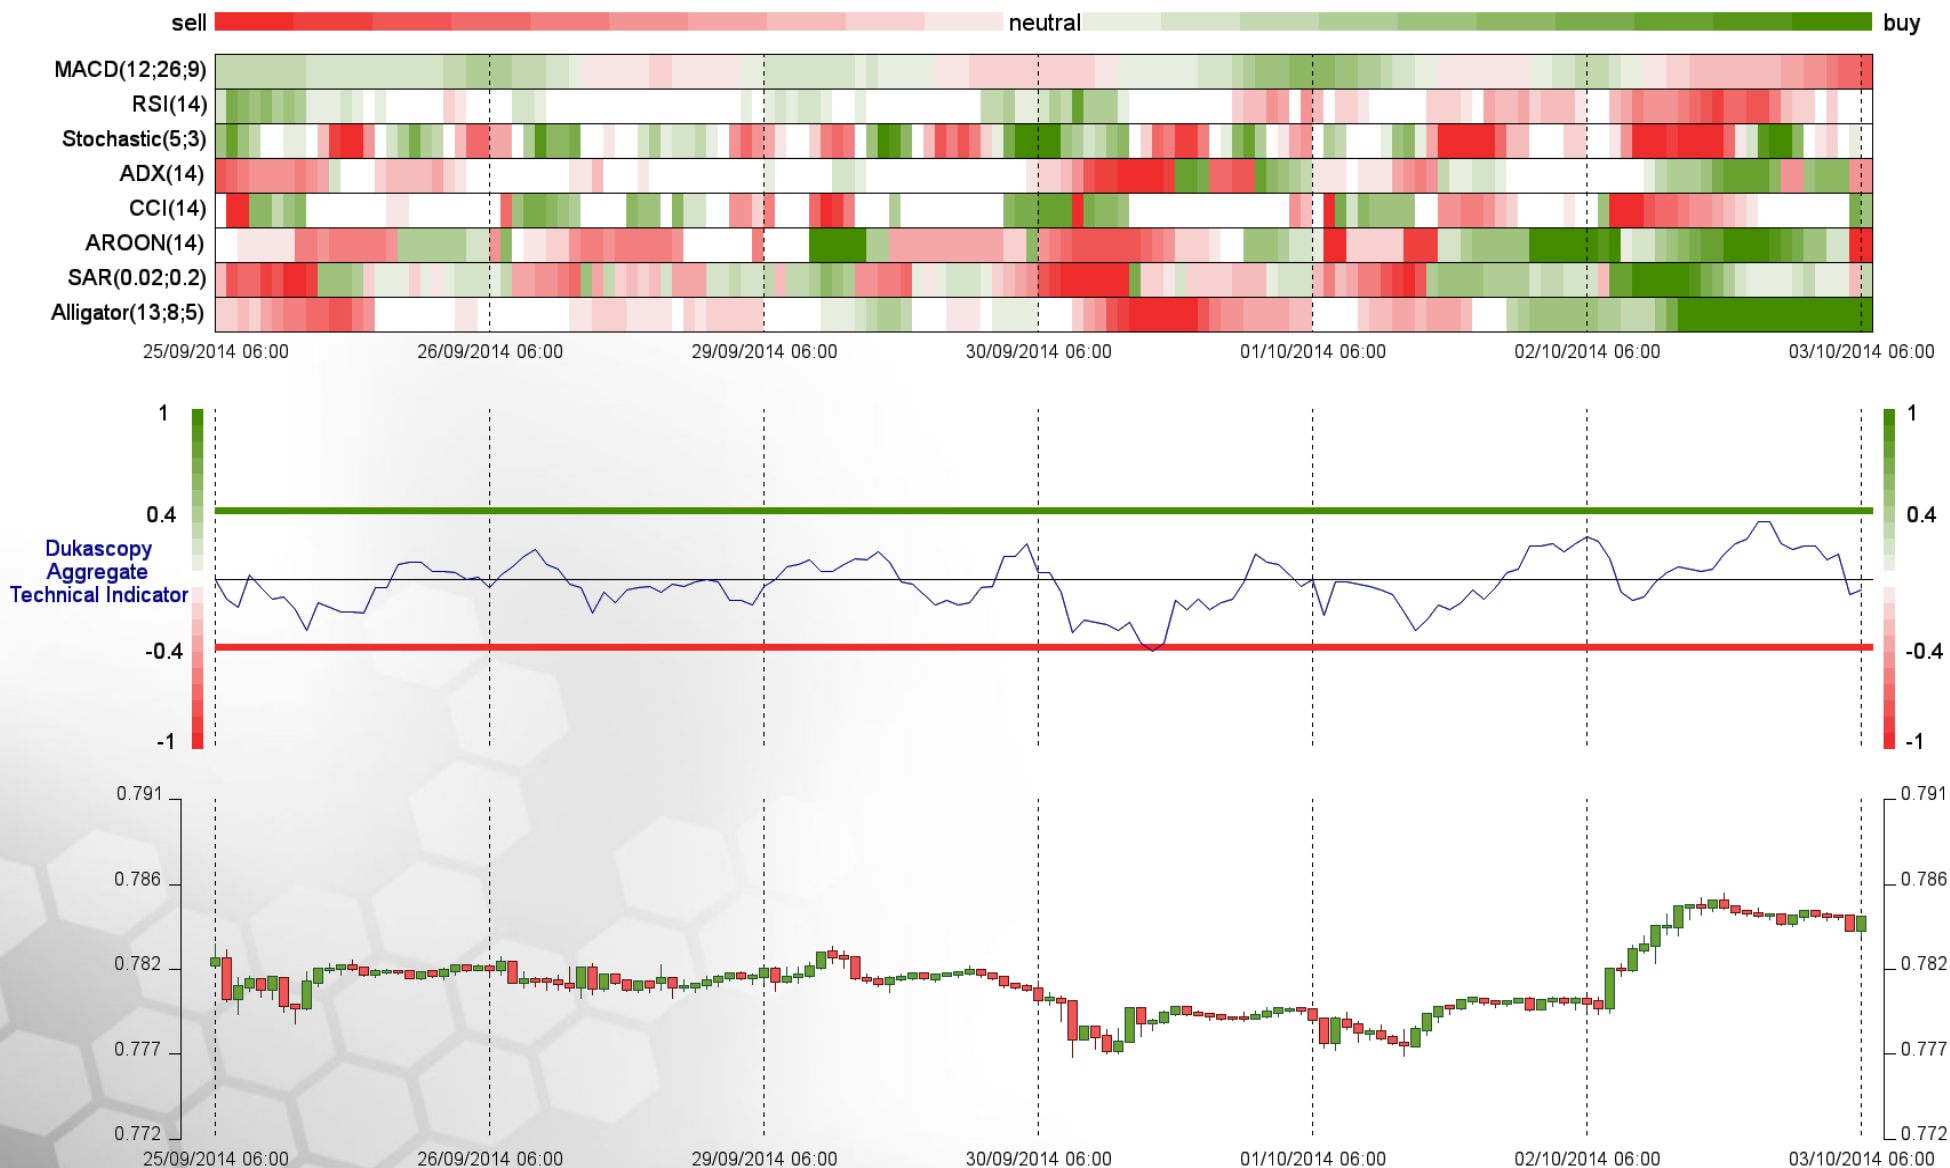 sell neutral buy
MACD(12;26;9)
RSI(14)
Stochastic(5;3)
ADX(14)
CCI(14)
AROON(14)
SAR(0.02;0.2)
Alligator(13;8;5)
25/09/2014 06:00 26/09/2014 06:00 29/09/2014 06:00 30/09/2014 06:00 01/10/2014 06:00 02/10/2014 06:00 03/10/2014 06:00
1 1
0.4 0.4
Dukascopy
Aggregate
Technical Indicator
-0.4 -0.4
-1 -1
0.791 0.791
0.786 0.786
0.782 0.782
0.777 0.777
0.772 0.772
25/09/2014 06:00 26/09/2014 06:00 29/09/2014 06:00 30/09/2014 06:00 01/10/2014 06:00 02/10/2014 06:00 03/10/2014 06:00